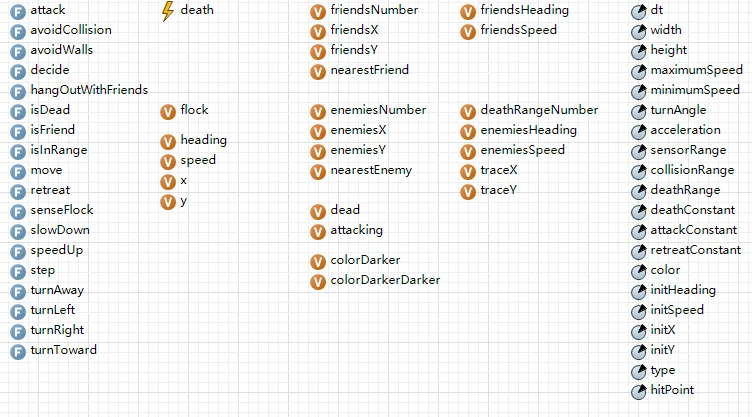 attack
avoidCollision
avoidWalls
decide
hangOutWithFriends
isDead
isFriend
isInRange
move
retreat
senseFlock
slowDown
speedUp
step
turnAway
turnLeft
turnRight
turnToward
death
flock
heading
speed
x
y
friendsNumber
friendsX
friendsY
nearestFriend
enemiesNumber
enemiesX
enemiesY
nearestEnemy
dead
attacking
colorDarker
colorDarkerDarker
friendsHeading
friendsSpeed
deathRangeNumber
enemiesHeading
enemiesSpeed
traceX
traceY
dt
width
height
maximumSpeed
minimumSpeed
turnAngle
acceleration
sensorRange
collisionRange
deathRange
deathConstant
attackConstant
retreatConstant
color
initHeading
initSpeed
initX
initY
type
hitPoint